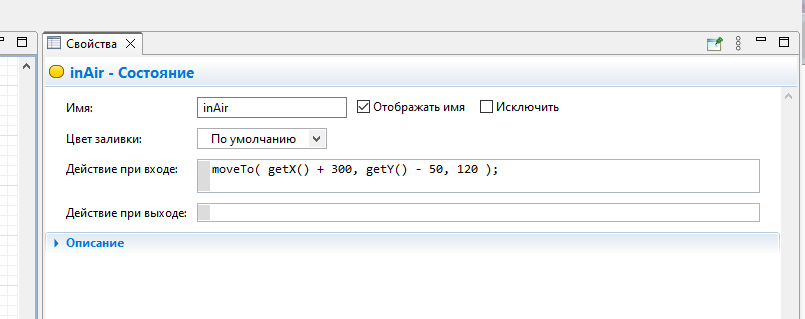 Свойства
inAir - Состояние
Имя: inAir Отображать имя Исключить
Цвет заливки: По умолчанию
Действие при входе: moveTo( getX() + 300, getY() - 50, 120 );
Действие при выходе:
Описание